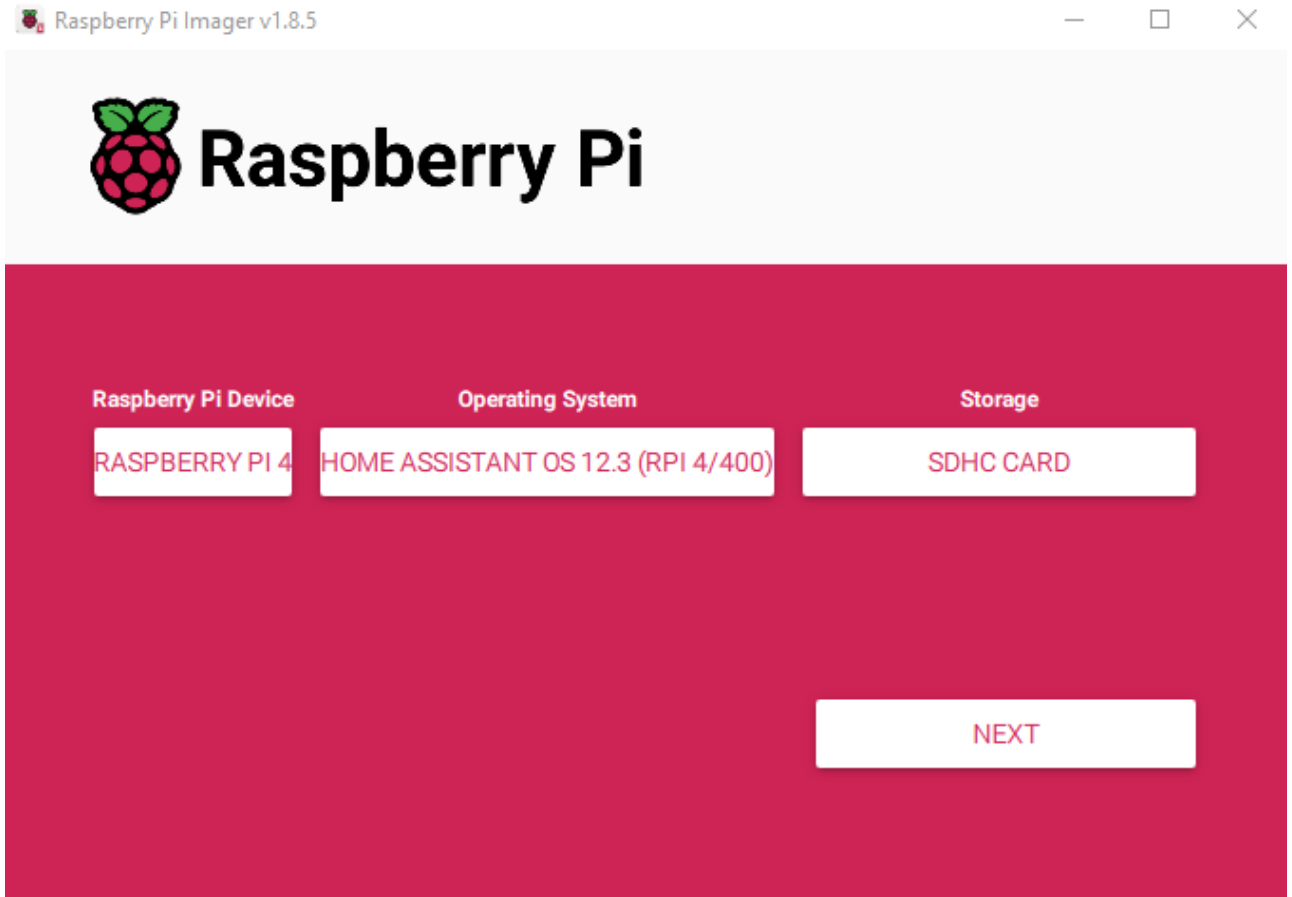 Raspberry Pi Imager v1.8.5
Raspberry Pi
Raspberry Pi Device
Operating System
Storage
RASPBERRY PI 4
HOME ASSISTANT OS 12.3 (RPI 4/400)
SDHC CARD
NEXT